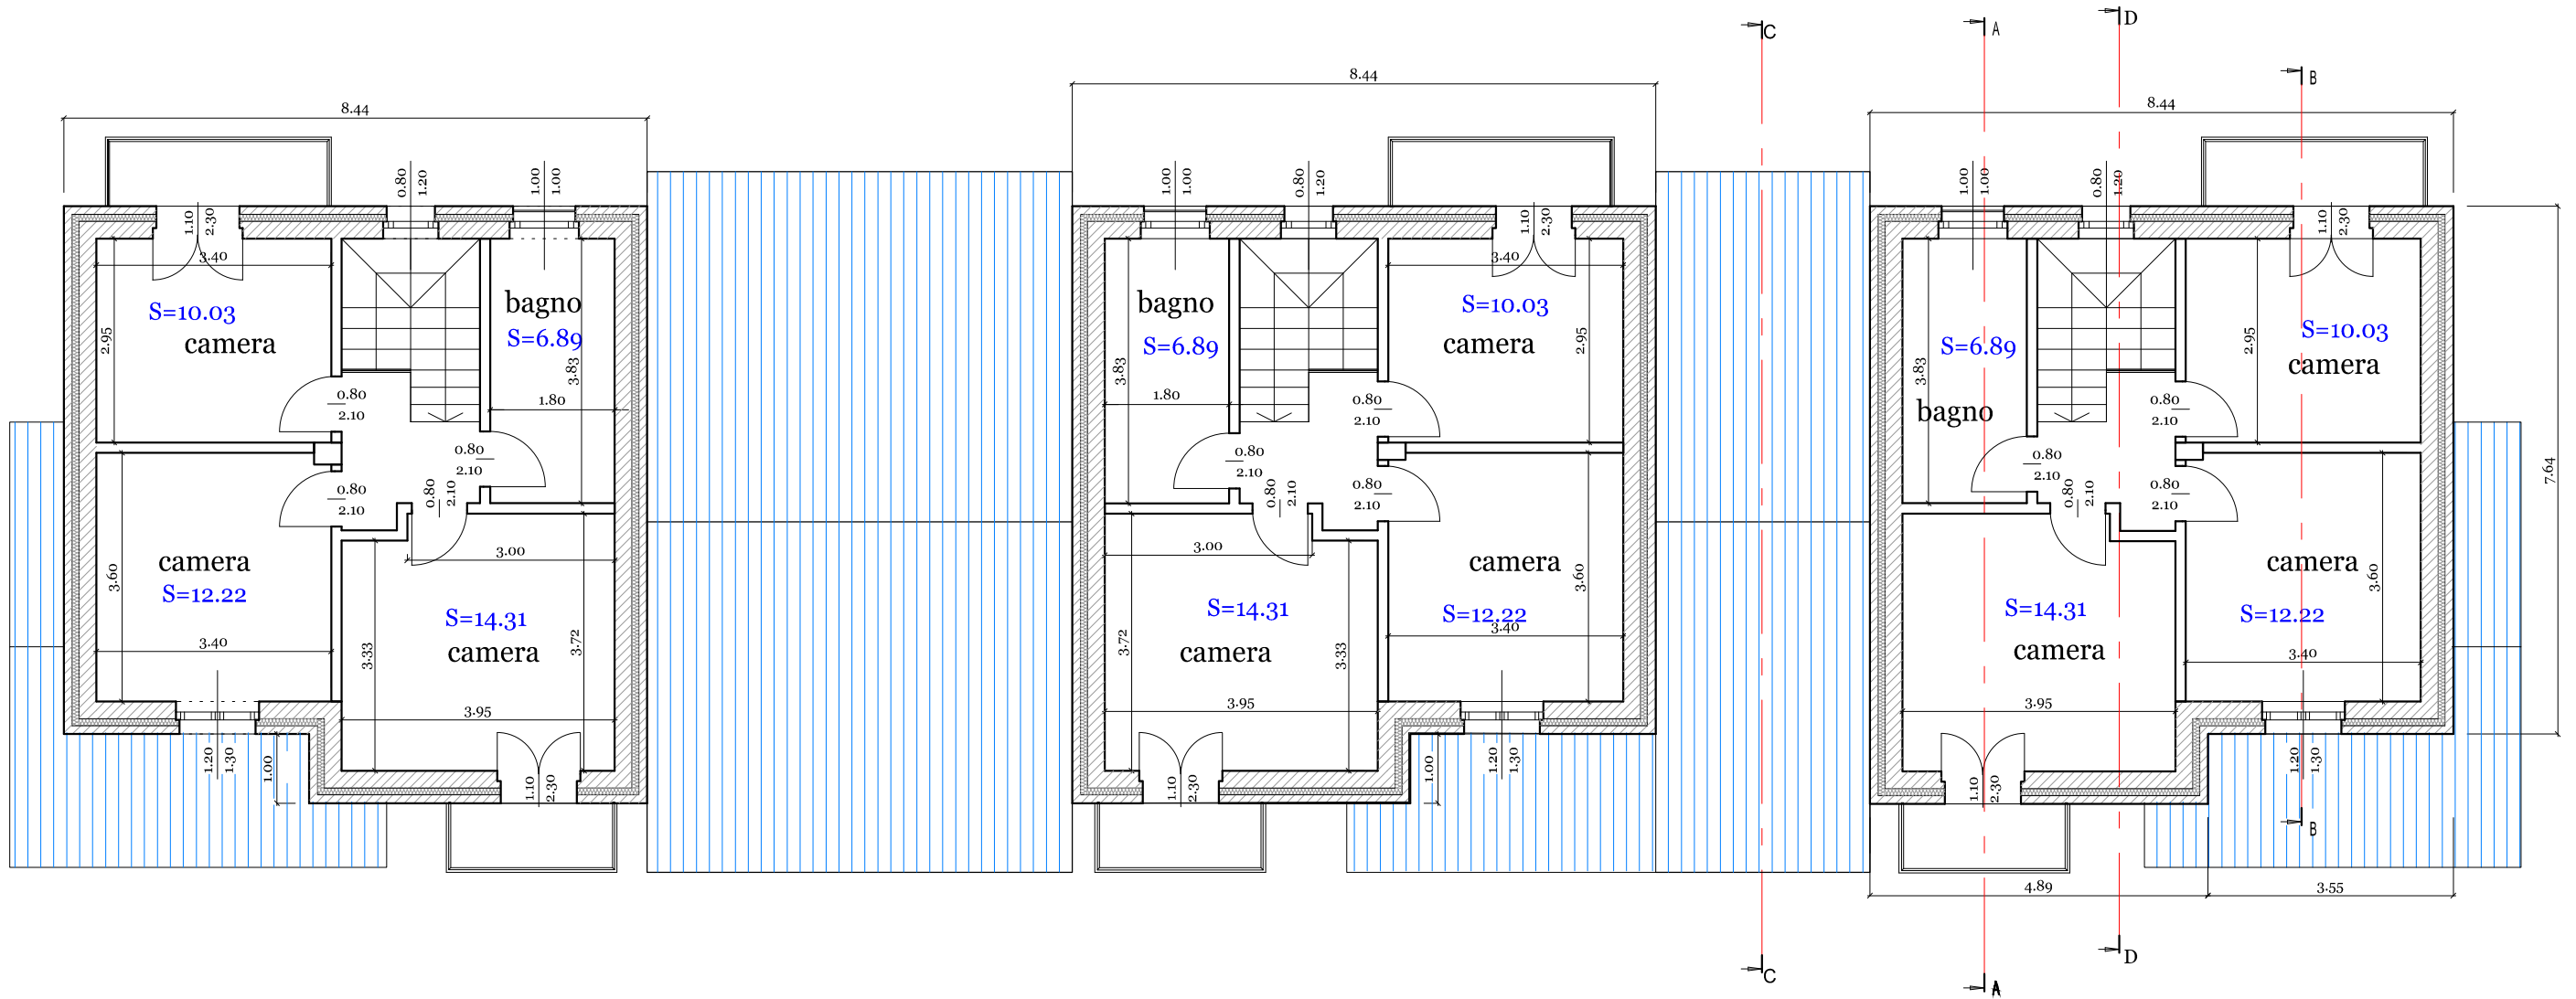 D
A
C
B
8.44
8.44
8.44
0.80
1.20
1.00
1.00
1.00
1.00
0.80
1.20
1.00
1.00
0.80
1.20
1.10
2.30
1.10
2.30
1.10
2.30
3.40
3.40
bagno
S=6.89
S=10.03
camera
2.95
3.83
1.80
bagno
S=6.89
3.83
1.80
S=10.03
camera
2.95
S=6.89
bagno
3.83
2.95
S=10.03
camera
7.64
0.80
2.10
0.80
2.10
0.80
2.10
0.80
2.10
0.80
2.10
0.80
2.10
0.80
2.10
0.80
2.10
0.80
2.10
0.80
2.10
0.80
2.10
0.80
2.10
3.00
3.00
camera
S=12.22
3.60
3.40
S=14.31
camera
3.33
3.72
3.95
S=14.31
camera
3.72
3.33
3.95
camera
S=12.22
3.40
3.60
S=14.31
camera
3.95
camera
S=12.22
3.60
3.40
1.20
1.30
1.00
1.10
2.30
1.10
2.30
1.00
1.20
1.30
1.10
2.30
1.20
1.30
B
4.89
3.55
D
C
A